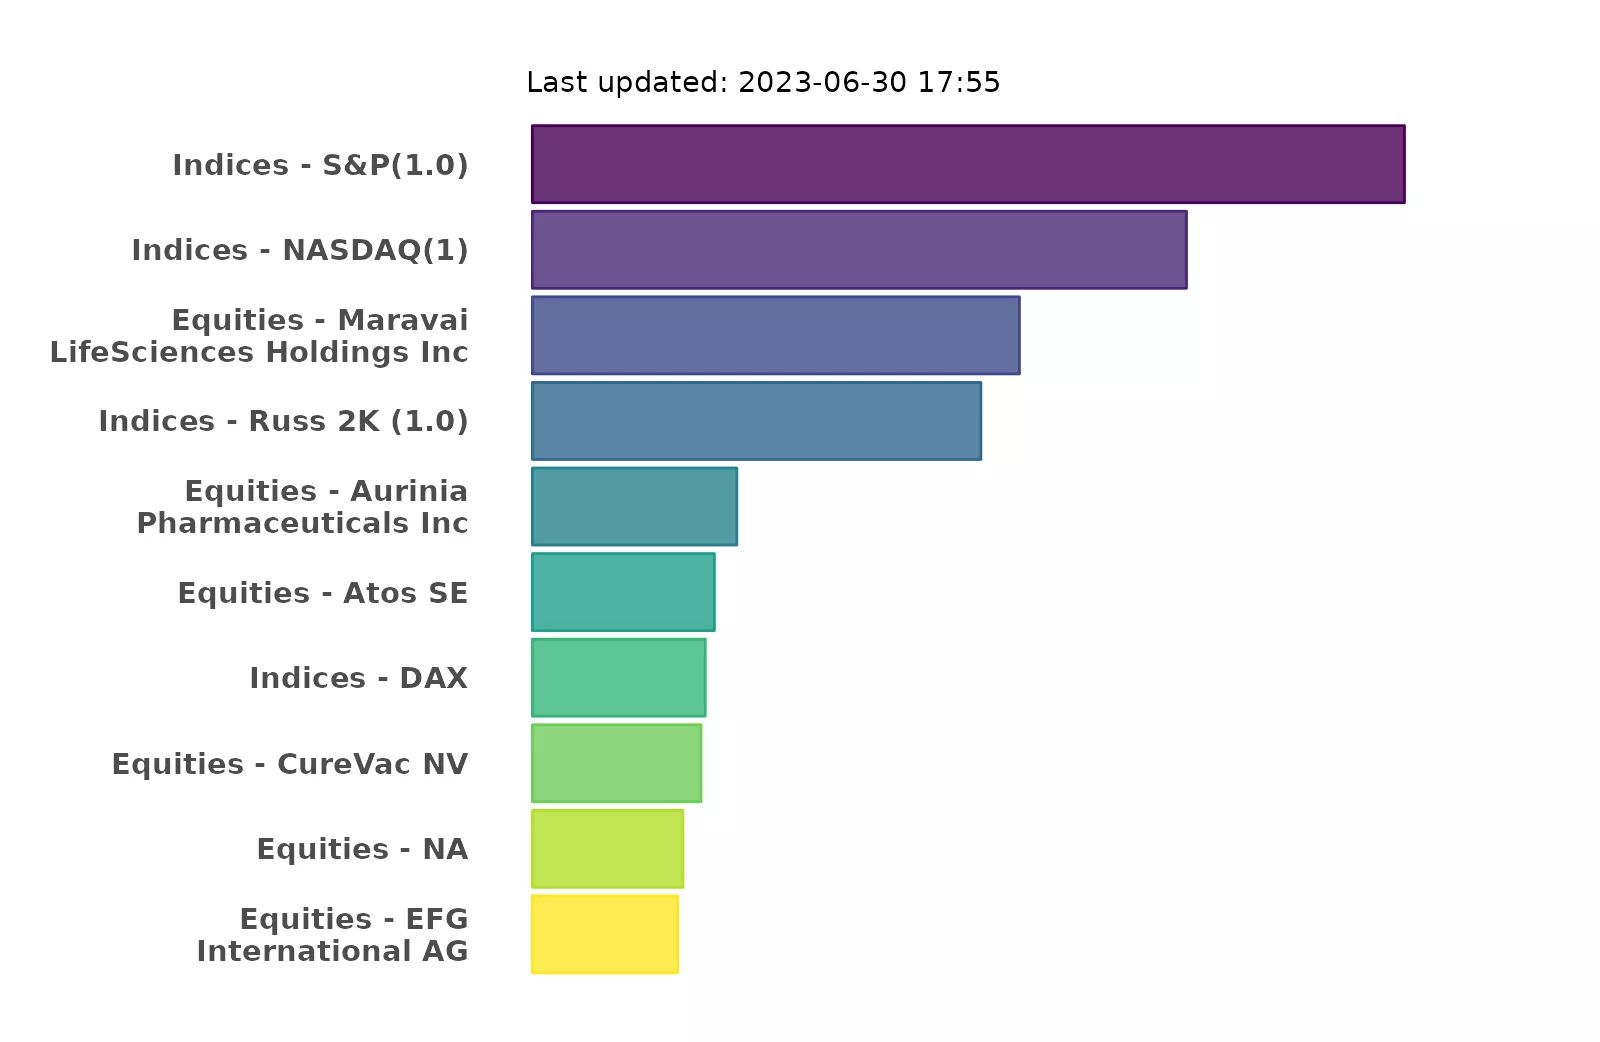 Last updated: 2023-06-30 17:55
Indices - S&P(1.0)
Indices - NASDAQ(1)
Equities - Maravai
LifeSciences Holdings Inc
Indices - Russ 2K (1.0)
Equities - Aurinia
Pharmaceuticals Inc
Equities - Atos SE
Indices - DAX
Equities - CureVac NV
Equities - NA
Equities - EFG
International AG